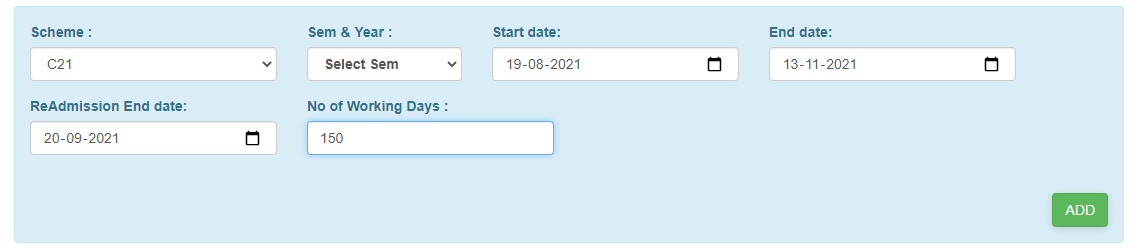 Scheme : Sem & Year : Start date: End date:
C21 Select Sem 19-08-2021 13-11-2021
ReAdmission End date: No of Working Days :
20-09-2021 150
ADD